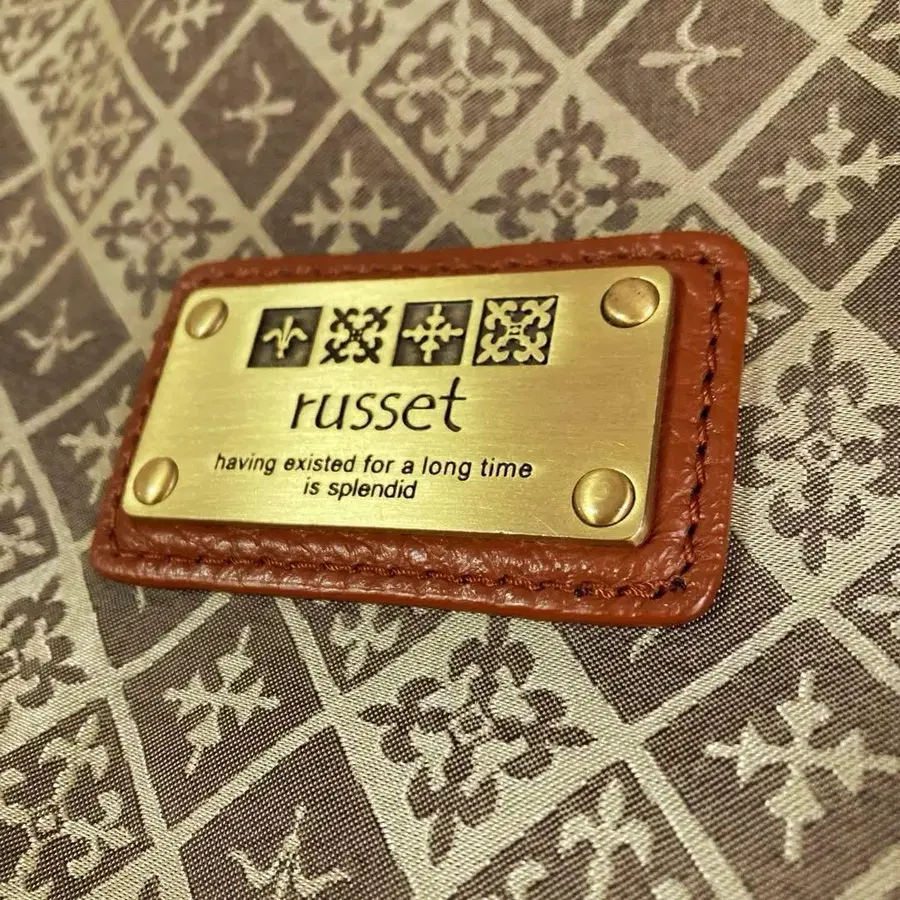 russet
having existed for a long time
is splendid